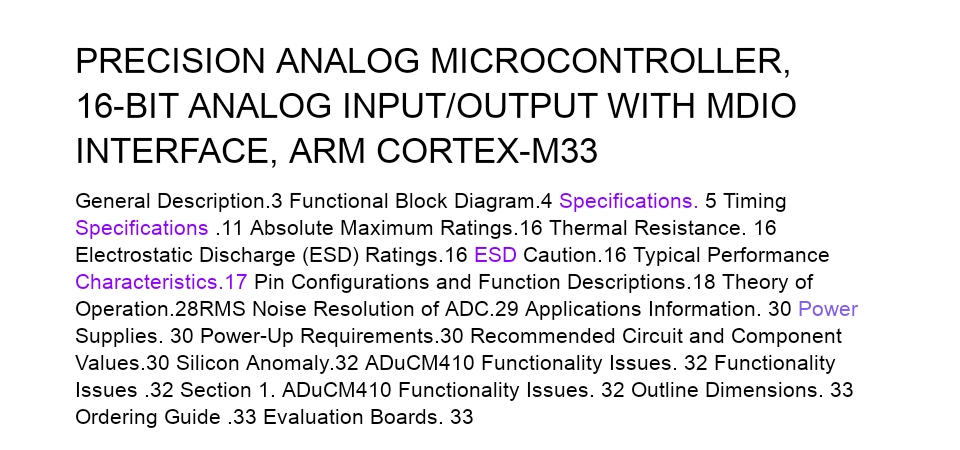 PRECISION ANALOG MICROCONTROLLER,
16-BIT ANALOG INPUT/OUTPUT WITH MDIO
INTERFACE, ARM CORTEX-M33
General Description.3 Functional Block Diagram.4 Specifications. 5 Timing
Specifications .11 Absolute Maximum Ratings.16 Thermal Resistance. 16
Electrostatic Discharge (ESD) Ratings.16 ESD Caution.16 Typical Performance
Characteristics.17 Pin Configurations and Function Descriptions.18 Theory of
Operation.28RMS Noise Resolution of ADC.29 Applications Information. 30 Power
Supplies. 30 Power-Up Requirements.30 Recommended Circuit and Component
Values.30 Silicon Anomaly.32 ADuCM410 Functionality Issues. 32 Functionality
Issues .32 Section 1. ADuCM410 Functionality Issues. 32 Outline Dimensions. 33
Ordering Guide .33 Evaluation Boards. 33